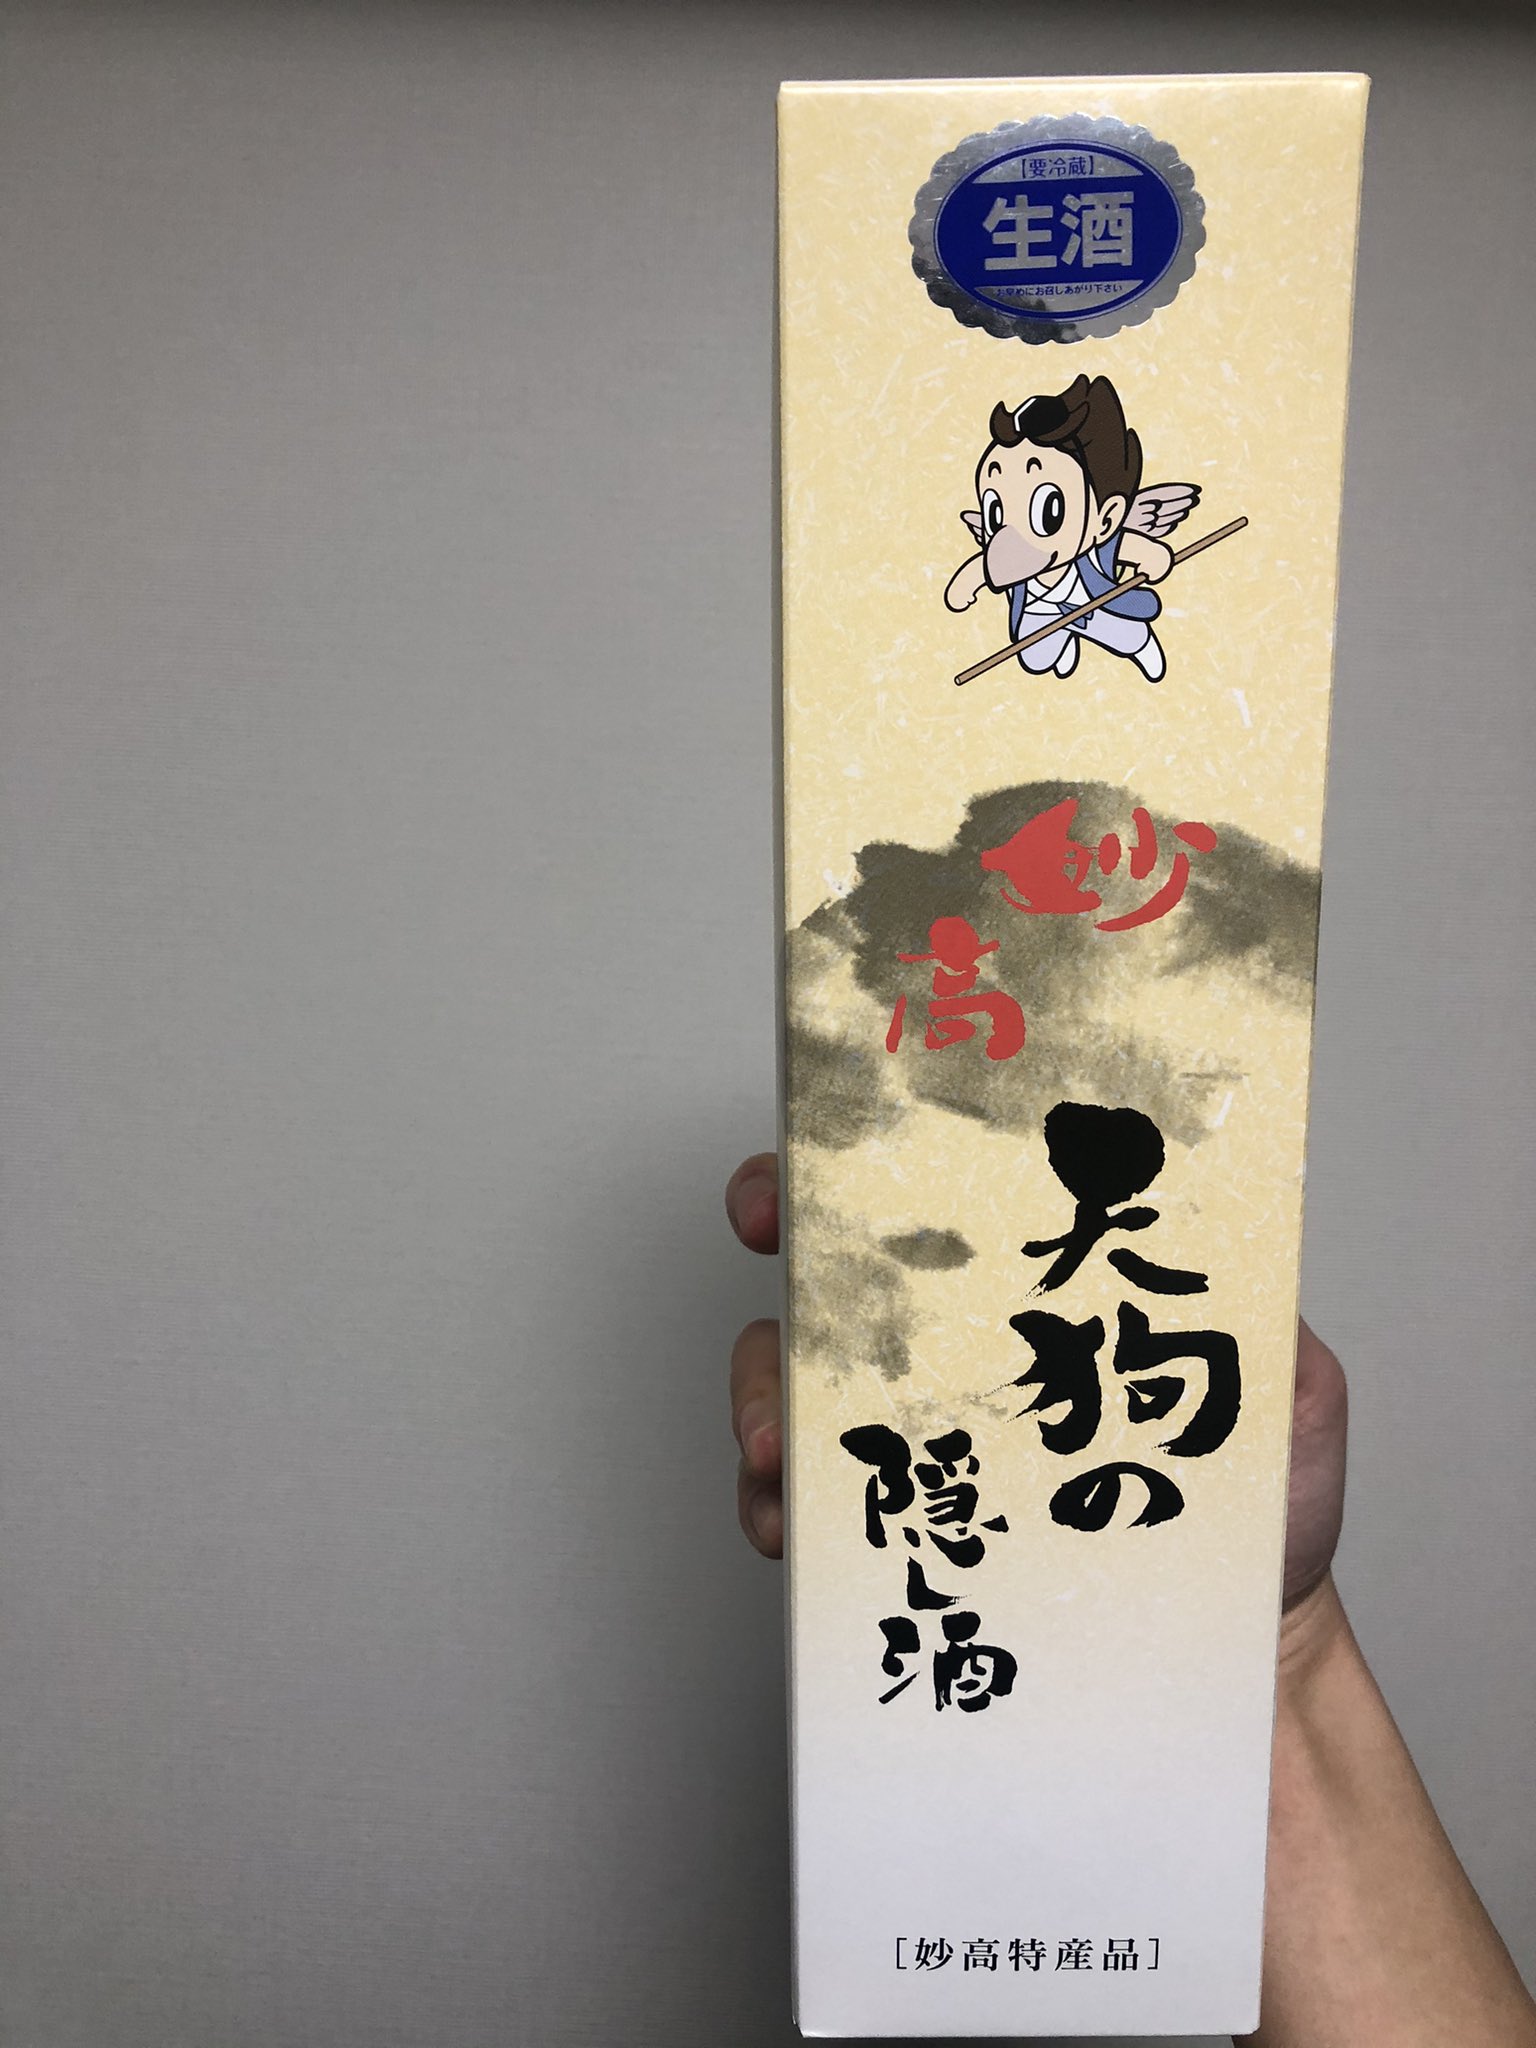 【要冷蔵】
生酒
お早めにお召しあがり下さい
妙高
天狗の
隠し酒
［妙高特産品］